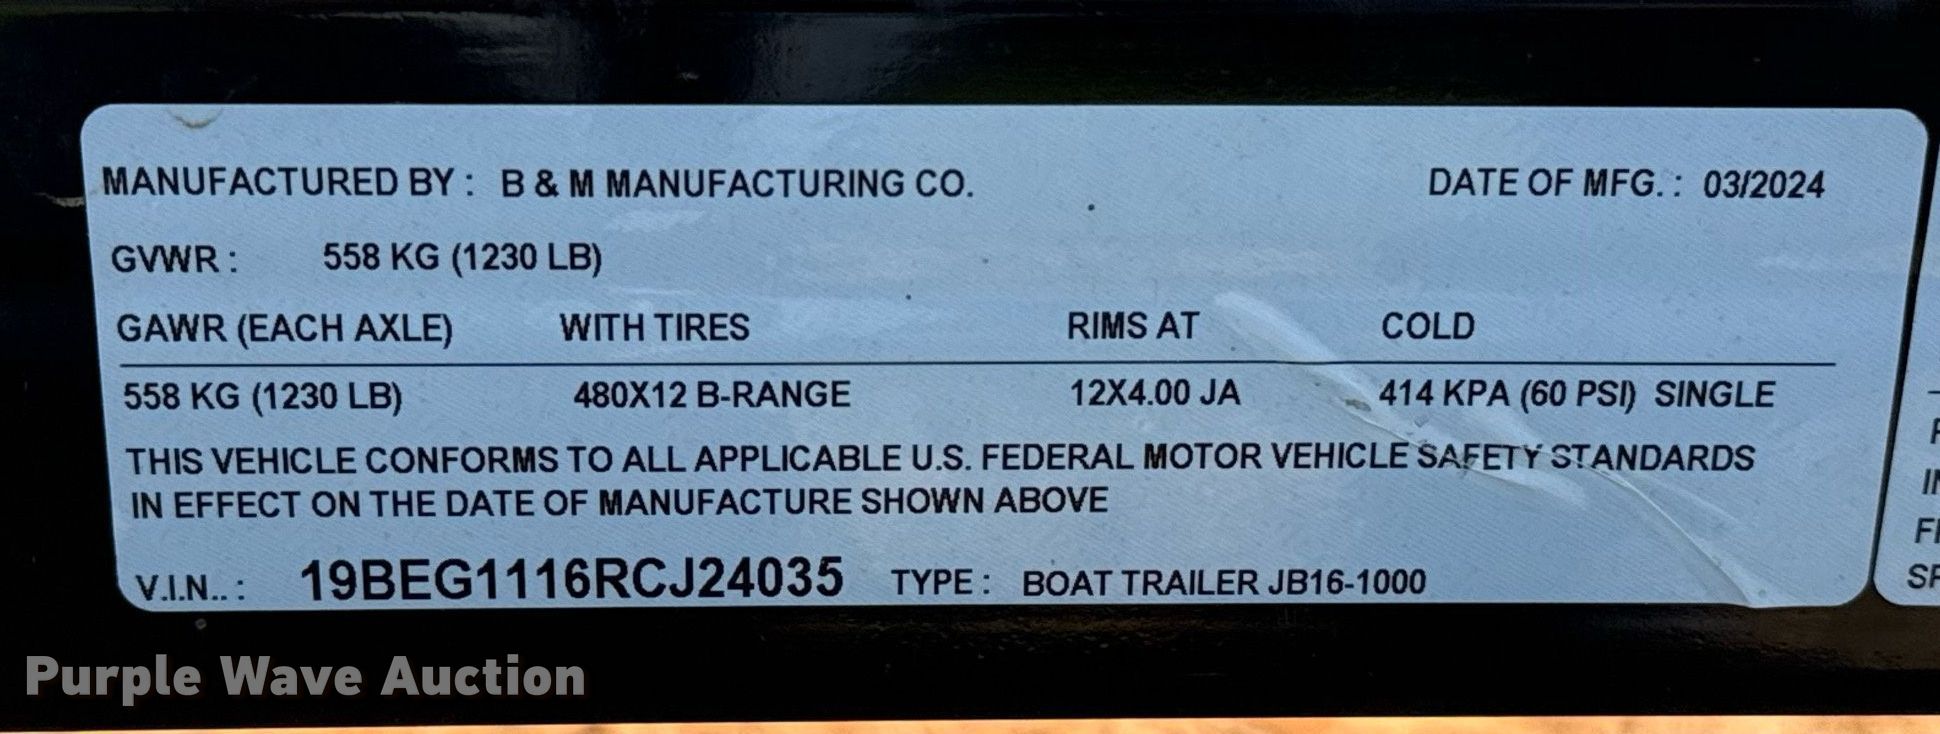 MANUFACTURED BY : B & M MANUFACTURING CO. DATE OF MFG. : 03/2024
GVWR : 558 KG (1230 LB)
GAWR (EACH AXLE) WITH TIRES RIMS AT COLD
558 KG (1230 LB) 480X12 B-RANGE 12X4.00 JA 414 KPA (60 PSI) SINGLE
THIS VEHICLE CONFORMS TO ALL APPLICABLE U.S. FEDERAL MOTOR VEHICLE SAFETY STANDARDS
IN EFFECT ON THE DATE OF MANUFACTURE SHOWN ABOVE
V.I.N.. : 19BEG1116RCJ24035 TYPE : BOAT TRAILER JB16-1000
Purple Wave Auction